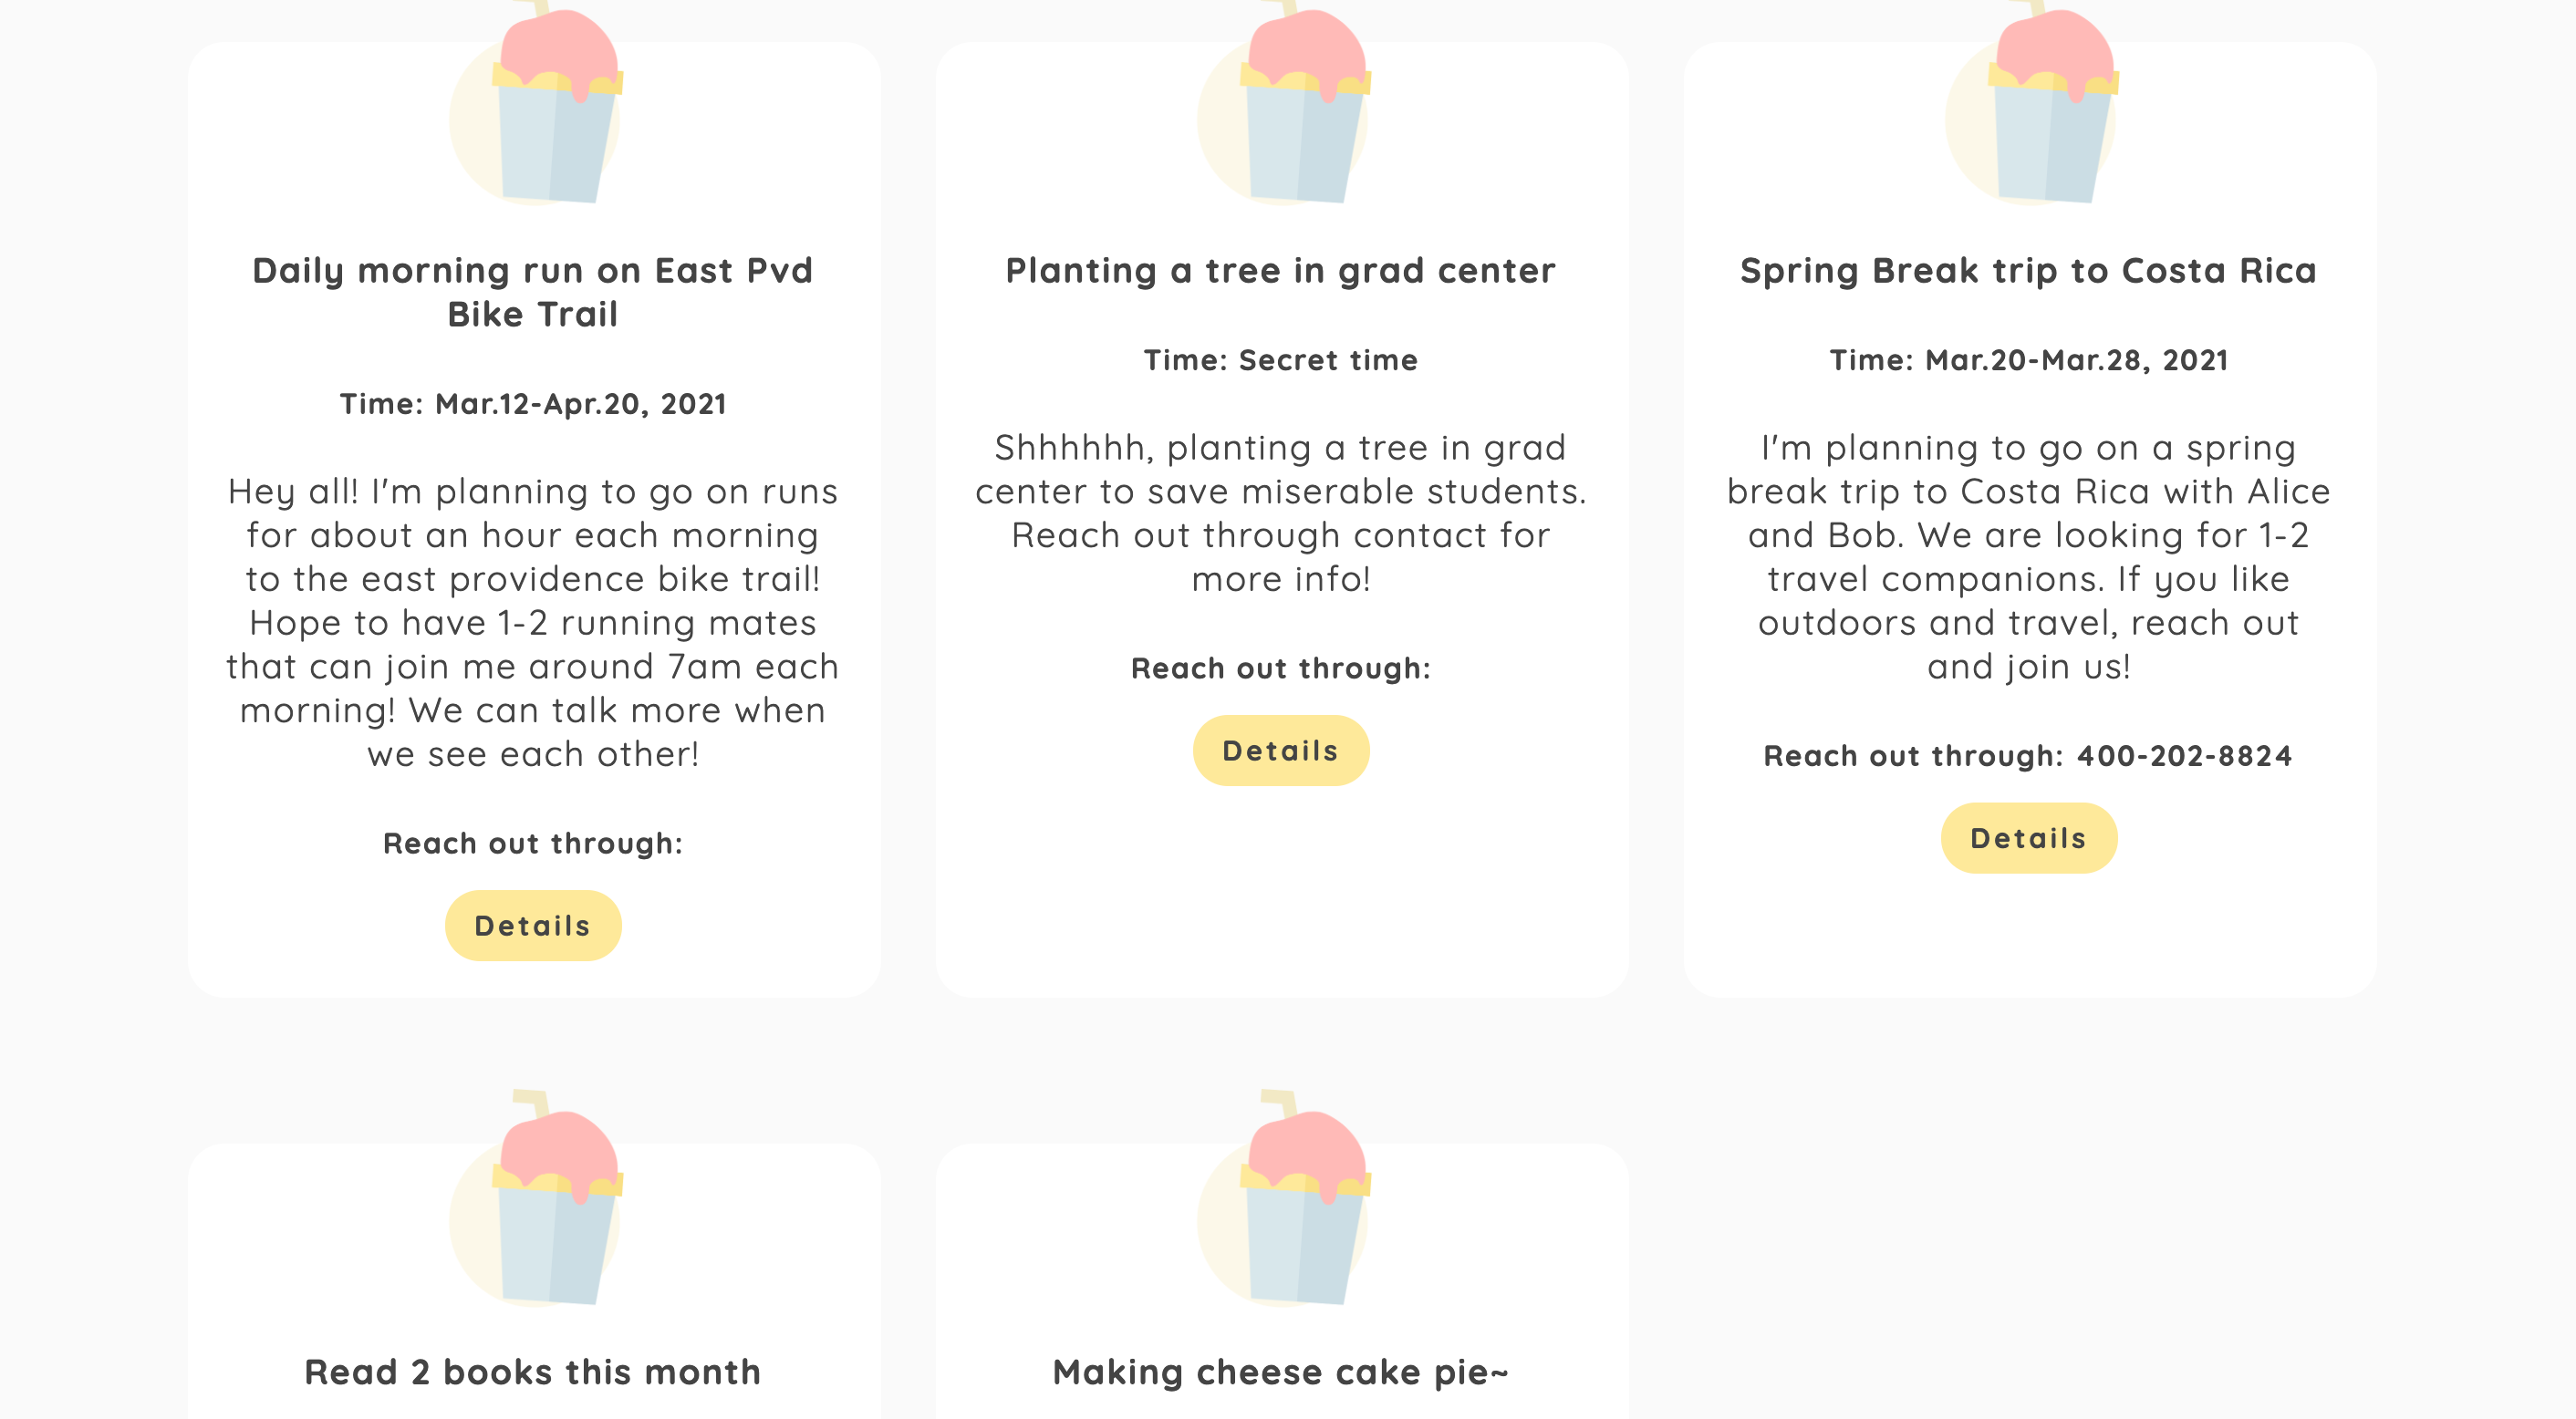 Daily morning run on East Pvd
Bike Trail
Time: Mar.12-Apr.20, 2021
Hey all! I'm planning to go on runs
for about an hour each morning
to the east providence bike trail!
Hope to have 1-2 running mates
that can join me around 7am each
morning! We can talk more when
we see each other!
Reach out through:
Details
Planting a tree in grad center
Time: Secret time
Shhhhhh, planting a tree in grad
center to save miserable students.
Reach out through contact for
more info!
Reach out through:
Details
Spring Break trip to Costa Rica
Time: Mar.20-Mar.28, 2021
I'm planning to go on a spring
break trip to Costa Rica with Alice
and Bob. We are looking for 1-2
travel companions. If you like
outdoors and travel, reach out
and join us!
Reach out through: 400-202-8824
Details
Read 2 books this month
Making cheese cake pie~